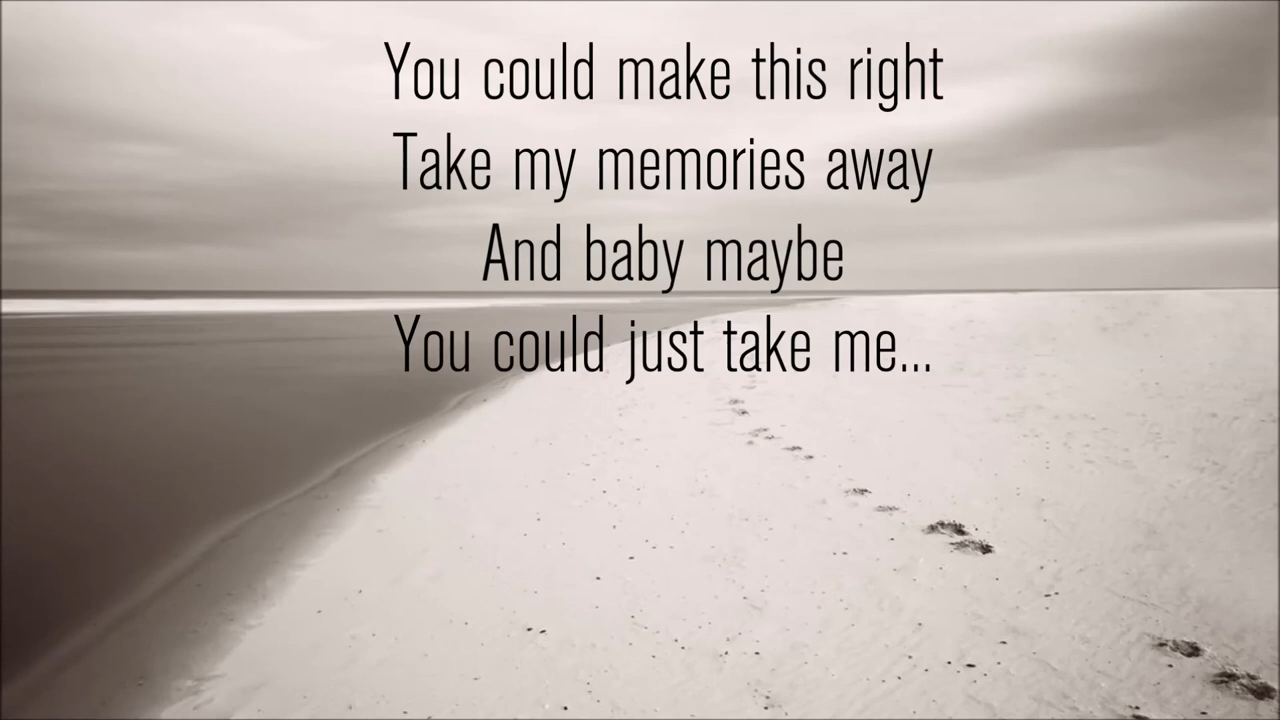 You could make this right
Take my memories away
And baby maybe
You could just take me...